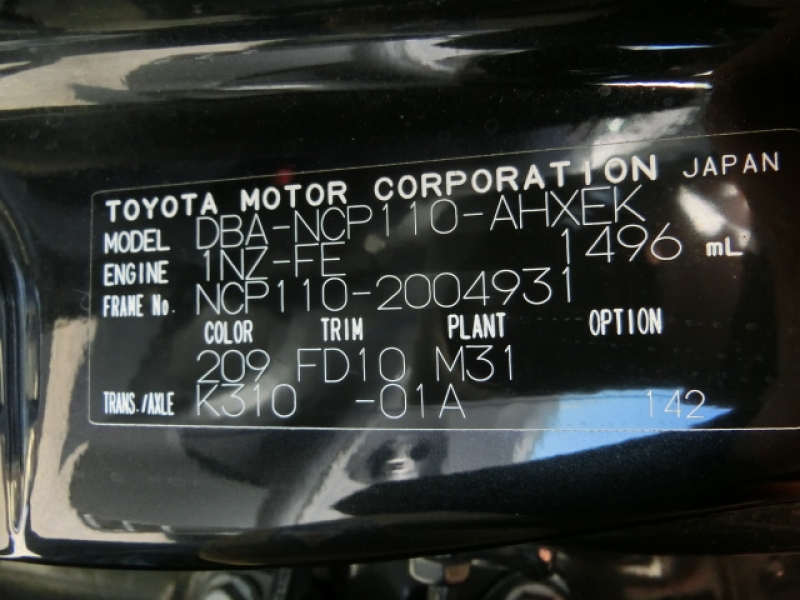 TOYOTA MOTOR CORPORATION JAPAN
MODEL DBA-NCP110-AHXEK
ENGINE 1NZ-FE 1496 mL
FRAME No. NCP110-2004931
COLOR TRIM PLANT OPTION
209 FD10 M31
TRANS./AXLE K310 -01A 142